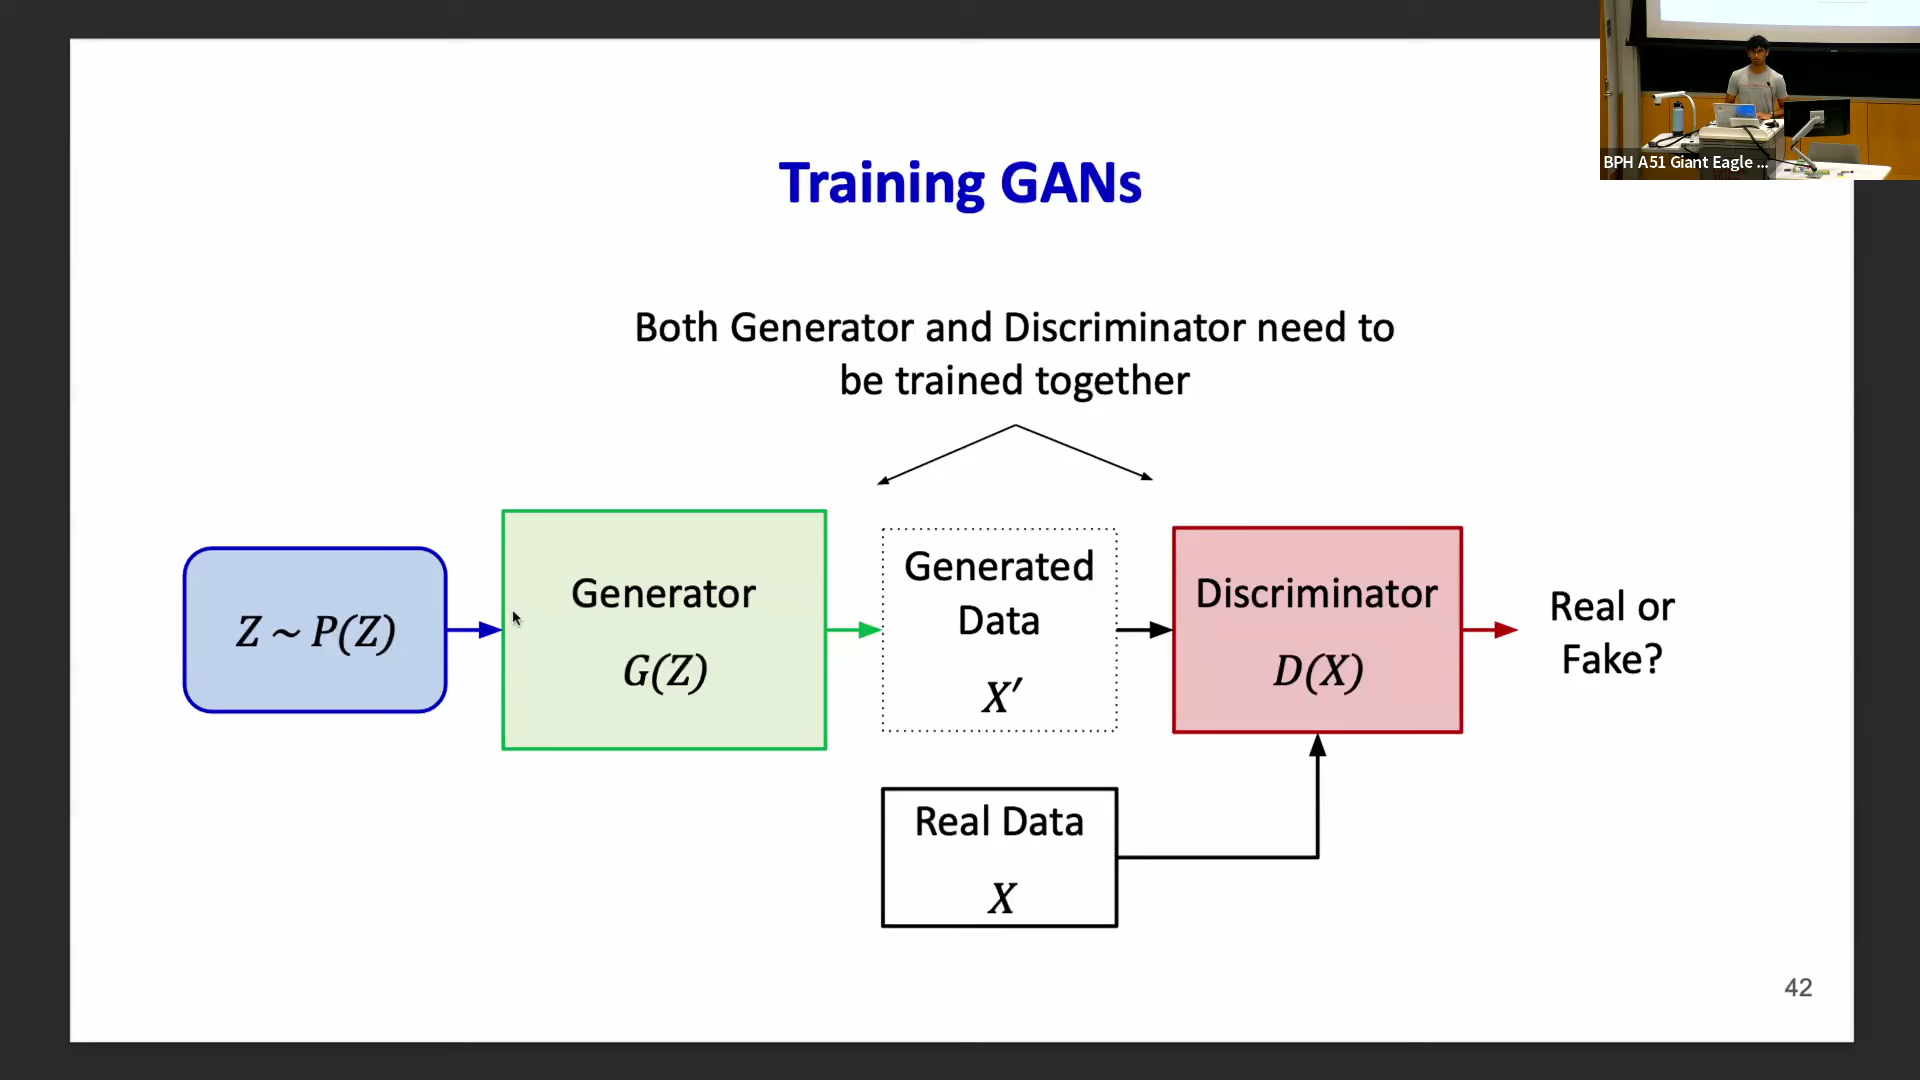 BPH A51 Giant Eagle ...
Training GANs
Both Generator and Discriminator need to
be trained together
Z ~ P(Z)
Generator
G(Z)
Generated
Data
X′
Discriminator
D(X)
Real or
Fake?
Real Data
X
42